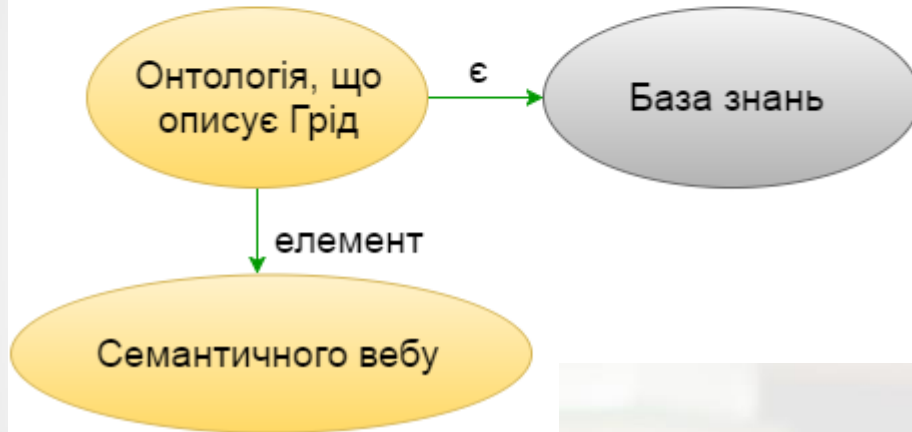 Онтологія, що
описує Грід
є
База знань
елемент
Семантичного вебу